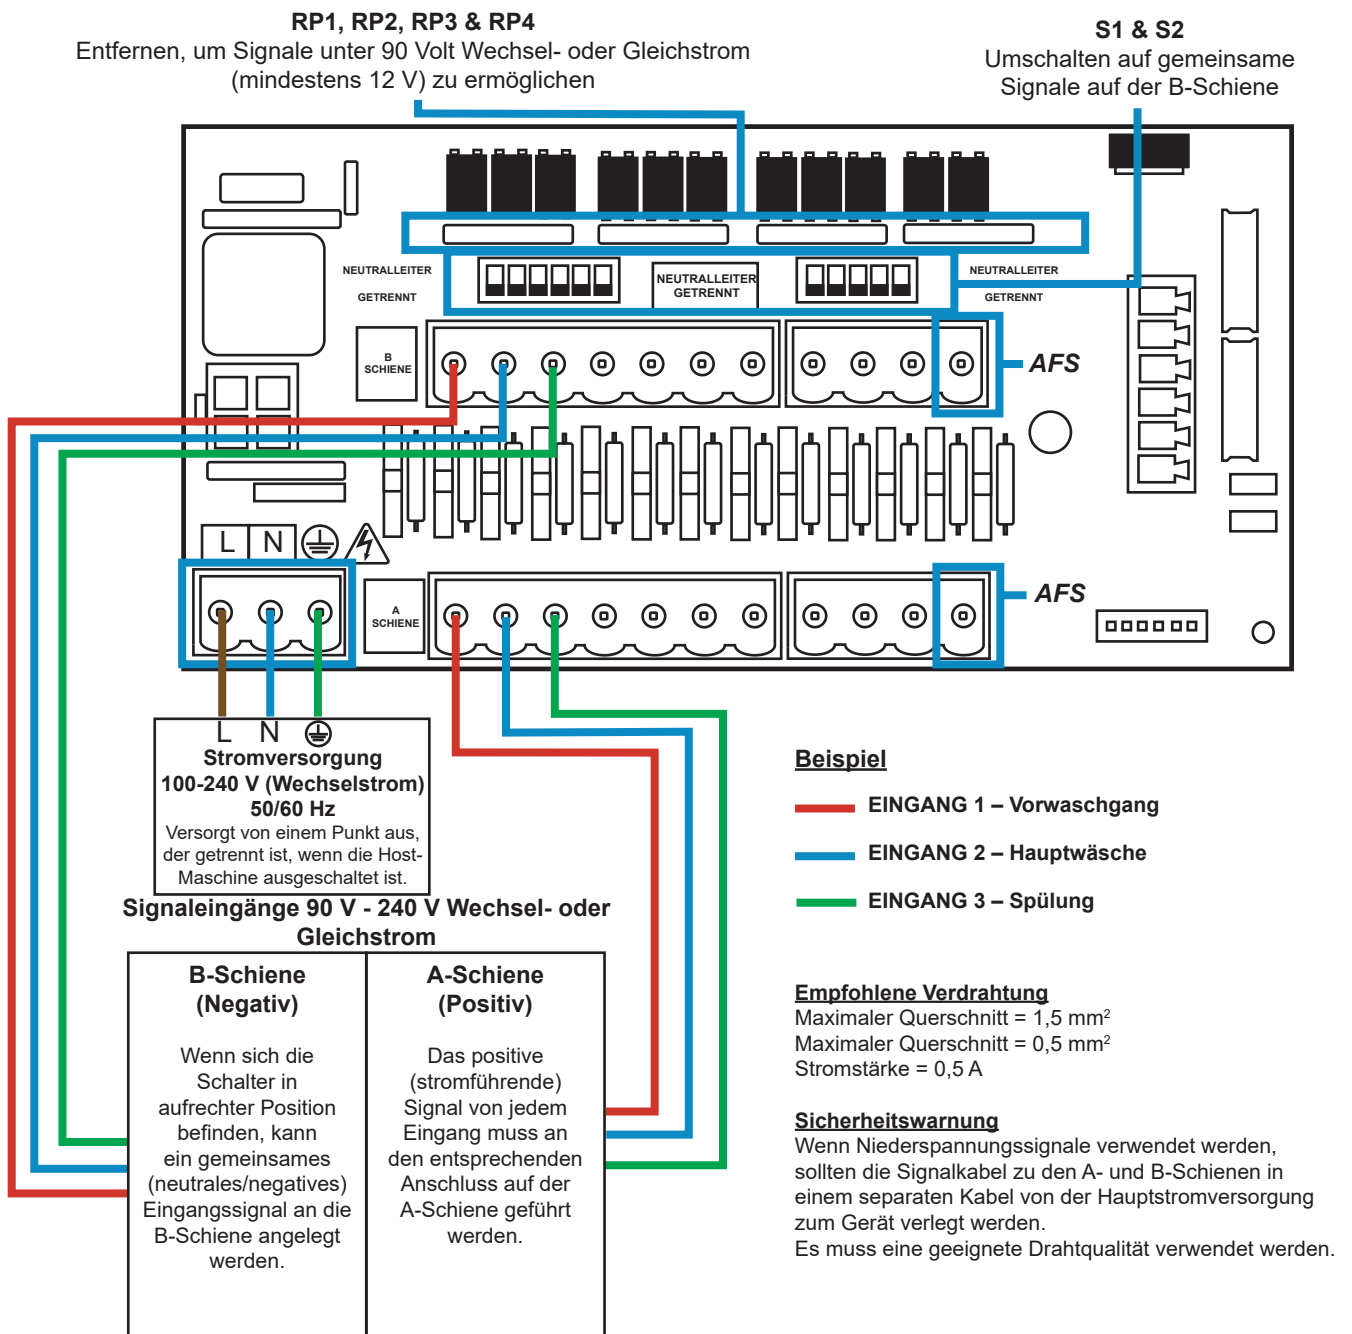 RP1, RP2, RP3 & RP4
Entfernen, um Signale unter 90 Volt Wechsel- oder Gleichstrom
(mindestens 12 V) zu ermöglichen
S1 & S2
Umschalten auf gemeinsame
Signale auf der B-Schiene
NEUTRALLEITER
GETRENNT
NEUTRALLEITER
GETRENNT
NEUTRALLEITER
GETRENNT
B
SCHIENE
AFS
L N
A
SCHIENE
AFS
L N
Stromversorgung
100-240 V (Wechselstrom)
50/60 Hz
Versorgt von einem Punkt aus,
der getrennt ist, wenn die Host-
Maschine ausgeschaltet ist.
Signaleingänge 90 V - 240 V Wechsel- oder
Gleichstrom
B-Schiene
(Negativ)
Wenn sich die
Schalter in
aufrechter Position
befinden, kann
ein gemeinsames
(neutrales/negatives)
Eingangssignal an die
B-Schiene angelegt
werden.
A-Schiene
(Positiv)
Das positive
(stromführende)
Signal von jedem
Eingang muss an
den entsprechenden
Anschluss auf der
A-Schiene geführt
werden.
Beispiel
EINGANG 1 – Vorwaschgang
EINGANG 2 – Hauptwäsche
EINGANG 3 – Spülung
Empfohlene Verdrahtung
Maximaler Querschnitt = 1,5 mm²
Maximaler Querschnitt = 0,5 mm²
Stromstärke = 0,5 A
Sicherheitswarnung
Wenn Niederspannungssignale verwendet werden,
sollten die Signalkabel zu den A- und B-Schienen in
einem separaten Kabel von der Hauptstromversorgung
zum Gerät verlegt werden.
Es muss eine geeignete Drahtqualität verwendet werden.